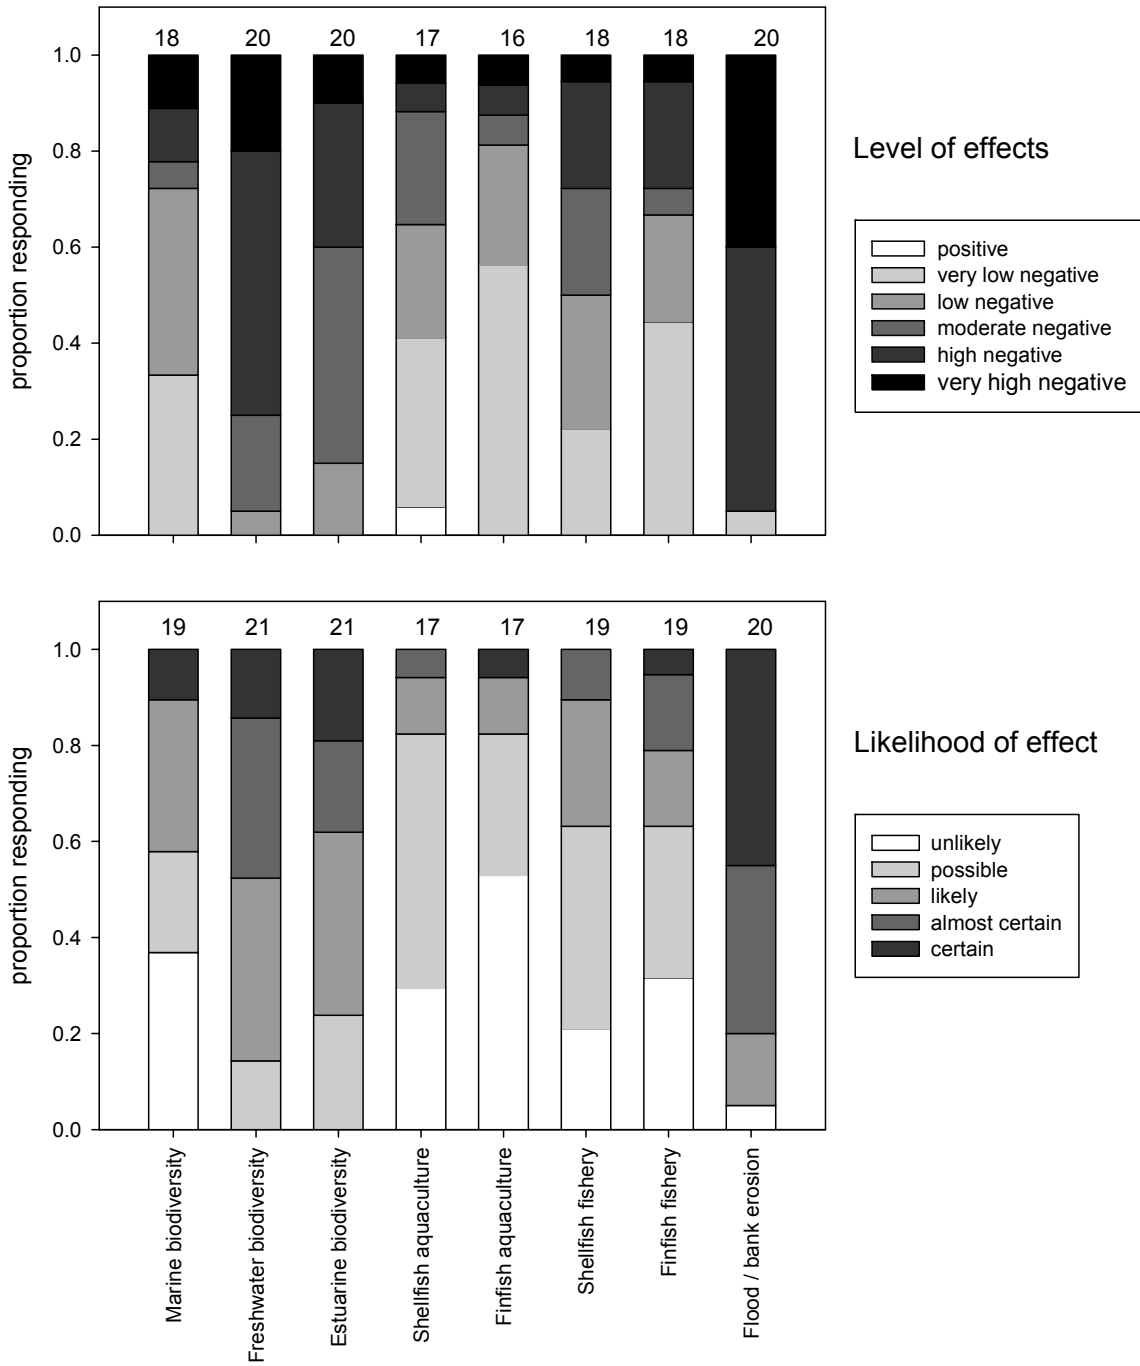 18 20 20 17 16 18 18 20
1.0
0.8
0.6
0.4
0.2
0.0
proportion responding
Level of effects
positive
very low negative
low negative
moderate negative
high negative
very high negative
19 21 21 17 17 19 19 20
1.0
0.8
0.6
0.4
0.2
0.0
proportion responding
Likelihood of effect
unlikely
possible
likely
almost certain
certain
Marine biodiversity
Freshwater biodiversity
Estuarine biodiversity
Shellfish aquaculture
Finfish aquaculture
Shellfish fishery
Finfish fishery
Flood / bank erosion